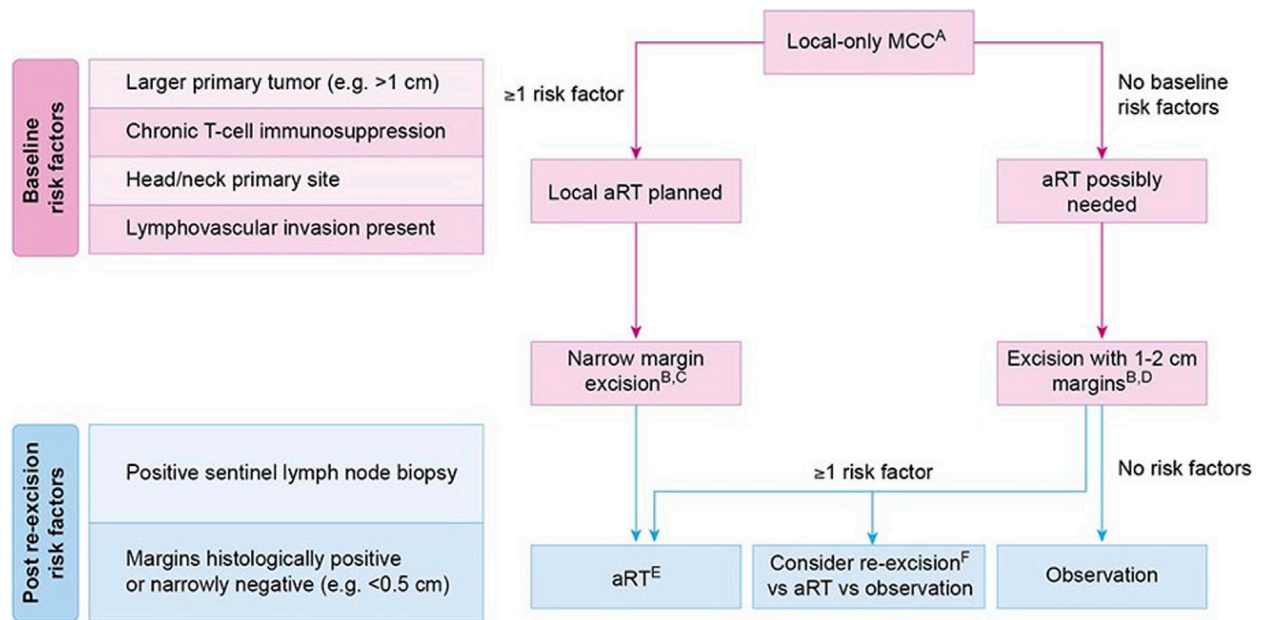 Local-only MCCᴬ
Baseline
risk factors
Larger primary tumor (e.g. >1 cm)
Chronic T-cell immunosuppression
Head/neck primary site
Lymphovascular invasion present
≥1 risk factor
No baseline
risk factors
Local aRT planned
aRT possibly
needed
Narrow margin
excisionᴮ,ᶜ
Excision with 1-2 cm
marginsᴮ,ᴰ
Post re-excision
risk factors
Positive sentinel lymph node biopsy
Margins histologically positive
or narrowly negative (e.g. <0.5 cm)
≥1 risk factor
No risk factors
aRTᴱ
Consider re-excisionF
vs aRT vs observation
Observation